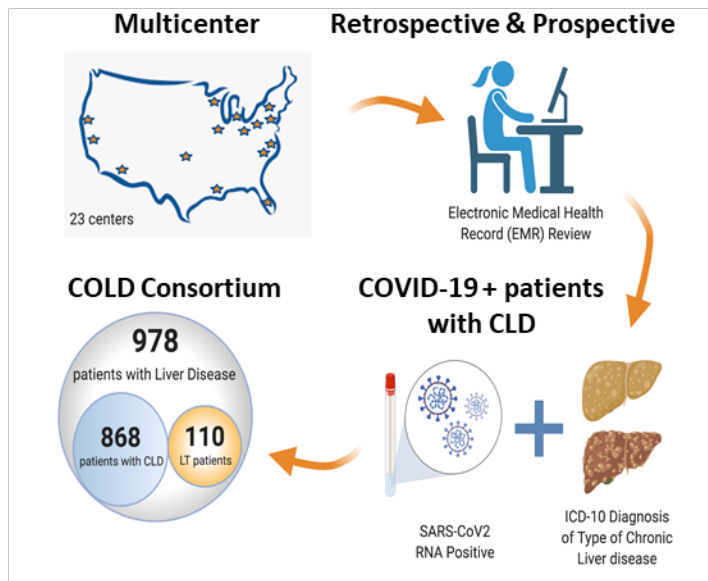 Multicenter
Retrospective & Prospective
23 centers
Electronic Medical Health
Record (EMR) Review
COLD Consortium
COVID-19 + patients
with CLD
978
patients with Liver Disease
868
patients with CLD
110
LT patients
SARS-CoV2
RNA Positive
ICD-10 Diagnosis
of Type of Chronic
Liver disease